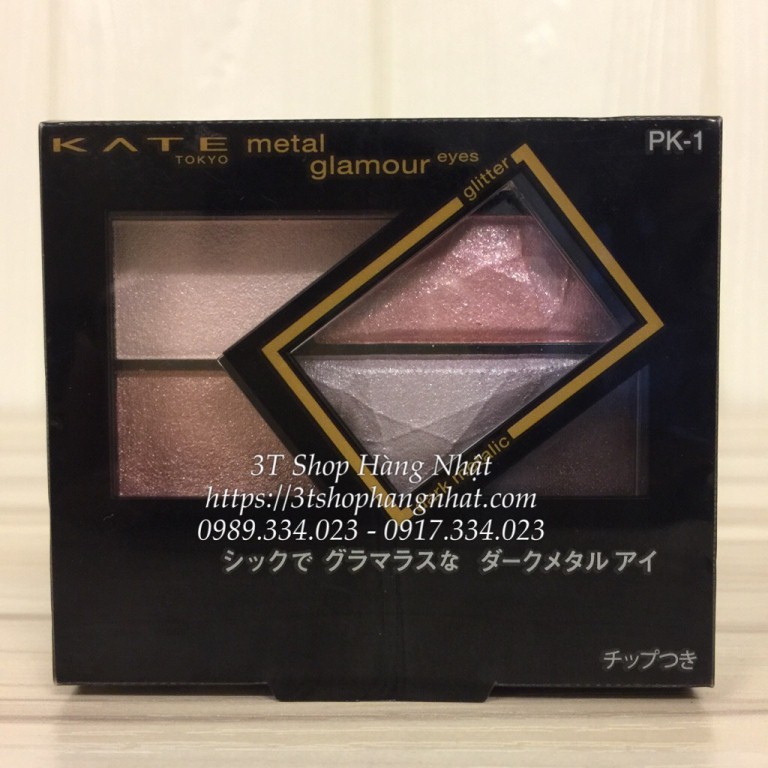 KATE metal PK-1
TOKYO glamour eyes
glitter
3T Shop Hàng Nhật
metallic
https://3tshophangnhat.com
0989.334.023 - 0917.334.023
シックで グラマラスな ダークメタル アイ
チップつき